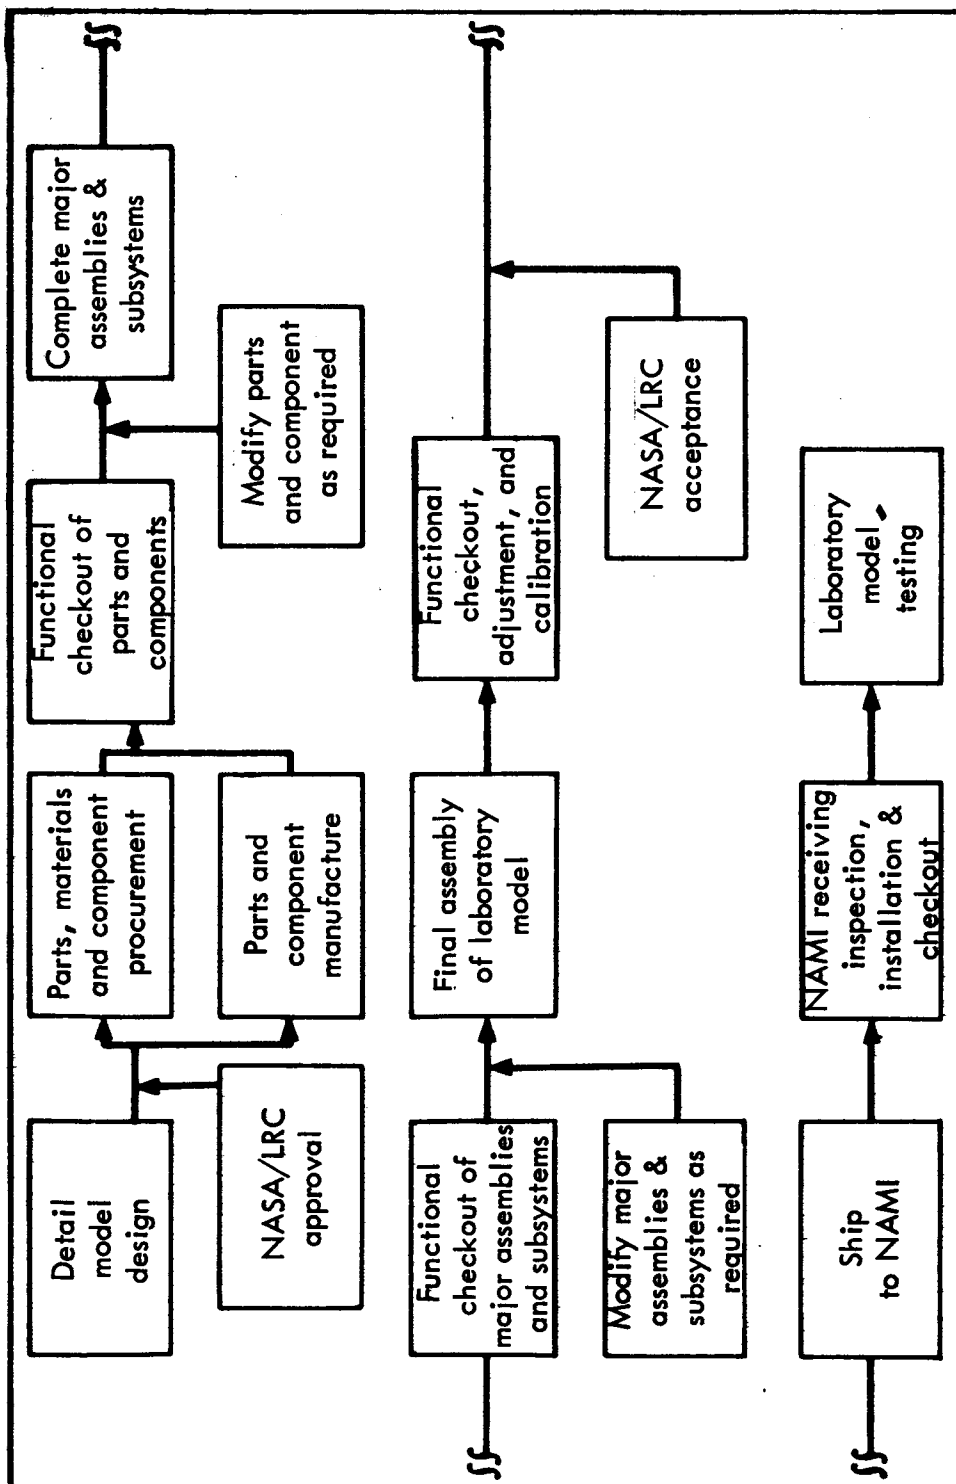 Detail
model
design
NASA/LRC
approval
Parts, materials
and component
procurement
Parts and
component
manufacture
Functional
checkout of
parts and
components
Modify parts
and component
as required
Complete major
assemblies &
subsystems
Functional
checkout of
major assemblies
and subsystems
Modify major
assemblies &
subsystems as
required
Final assembly
of laboratory
model
Functional
checkout,
adjustment, and
calibration
NASA/LRC
acceptance
Ship
to NAMI
NAMI receiving
inspection,
installation &
checkout
Laboratory
model
testing